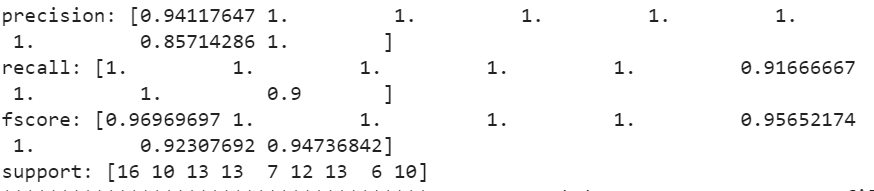 precision: [0.94117647 1.         1.         1.         1.         1.
 1.         0.85714286 1.        ]
recall: [1.         1.         1.         1.         1.         0.91666667
 1.         1.         0.9       ]
fscore: [0.96969697 1.         1.         1.         1.         0.95652174
 1.         0.92307692 0.94736842]
support: [16 10 13 13  7 12 13  6 10]